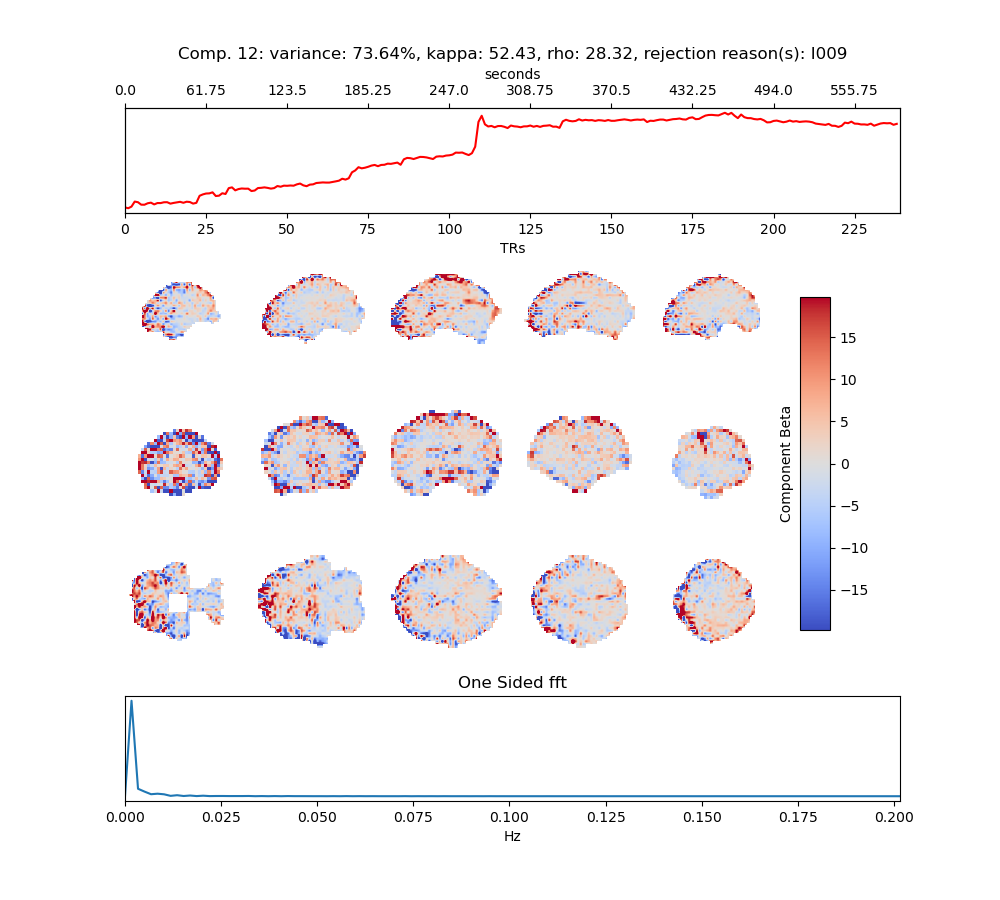 Comp. 12: variance: 73.64%, kappa: 52.43, rho: 28.32, rejection reason(s): I009
seconds
0.0 61.75 123.5 185.25 247.0 308.75 370.5 432.25 494.0 555.75
0 25 50 75 100 125 150 175 200 225
TRs
15
10
5
0
−5
−10
−15
Component Beta
One Sided fft
0.000 0.025 0.050 0.075 0.100 0.125 0.150 0.175 0.200
Hz